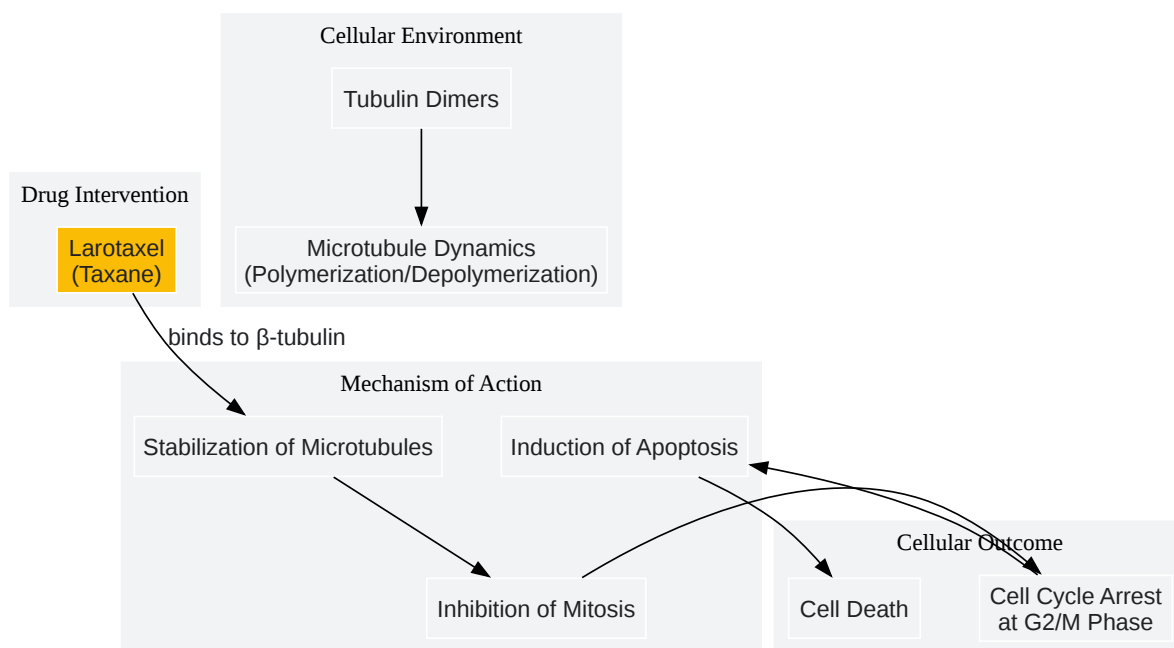 Cellular Environment
Tubulin Dimers
Drug Intervention
Larotaxel
(Taxane)
Microtubule Dynamics
(Polymerization/Depolymerization)
binds to β-tubulin
Mechanism of Action
Stabilization of Microtubules
Induction of Apoptosis
Cellular Outcome
Inhibition of Mitosis
Cell Death
Cell Cycle Arrest
at G2/M Phase